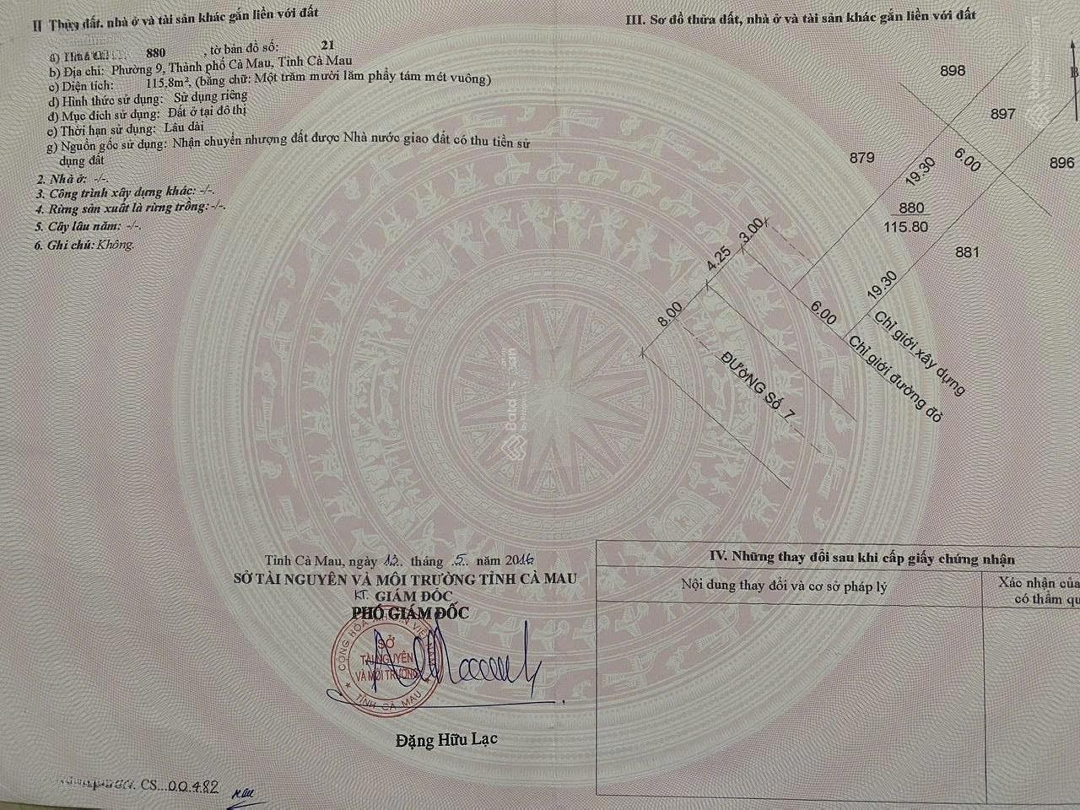 II Thửa đất, nhà ở và tài sản khác gắn liền với đất
a) 880 , tờ bản đồ số: 21
b) Địa chỉ: Phường 9, Thành phố Cà Mau, Tỉnh Cà Mau
c) Diện tích: 115,8m², (bằng chữ: Một trăm mười lăm phẩy tám mét vuông)
d) Hình thức sử dụng: Sử dụng riêng
đ) Mục đích sử dụng: Đất ở tại đô thị
e) Thời hạn sử dụng: Lâu dài
g) Nguồn gốc sử dụng: Nhận chuyển nhượng đất được Nhà nước giao đất có thu tiền sử
dụng đất
2. Nhà ở: -/-.
3. Công trình xây dựng khác: -/-.
4. Rừng sản xuất là rừng trồng: -/-.
5. Cây lâu năm: -/-.
6. Ghi chú: Không.
III. Sơ đồ thửa đất, nhà ở và tài sản khác gắn liền với đất
B
898
897
896
879
19.30
6.00
880
115.80
881
3.00
4.25
8.00
6.00
19.30
Chỉ giới xây dựng
Chỉ giới đường đỏ
ĐƯỜNG Số 7
Tỉnh Cà Mau, ngày 13 tháng 5 năm 2016
SỞ TÀI NGUYÊN VÀ MÔI TRƯỜNG TỈNH CÀ MAU
KT. GIÁM ĐỐC
PHÓ GIÁM ĐỐC
SỞ
TÀI NGUYÊN
VÀ MÔI TRƯỜNG
TỈNH CÀ MAU
Đặng Hữu Lạc
CS...00482
IV. Những thay đổi sau khi cấp giấy chứng nhận
Nội dung thay đổi và cơ sở pháp lý
Xác nhận của
có thẩm qu